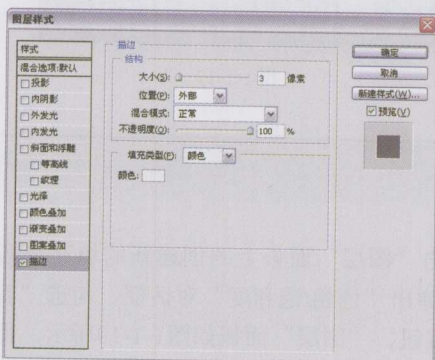 图层样式
样式
混合选项:默认
投影
内阴影
外发光
内发光
斜面和浮雕
等高线
纹理
光泽
颜色叠加
渐变叠加
图案叠加
描边
描边
结构
大小(S): 3 像素
位置(P): 外部
混合模式: 正常
不透明度(O): 100 %
填充类型(F): 颜色
颜色:
确定
取消
新建样式(W)...
预览(V)